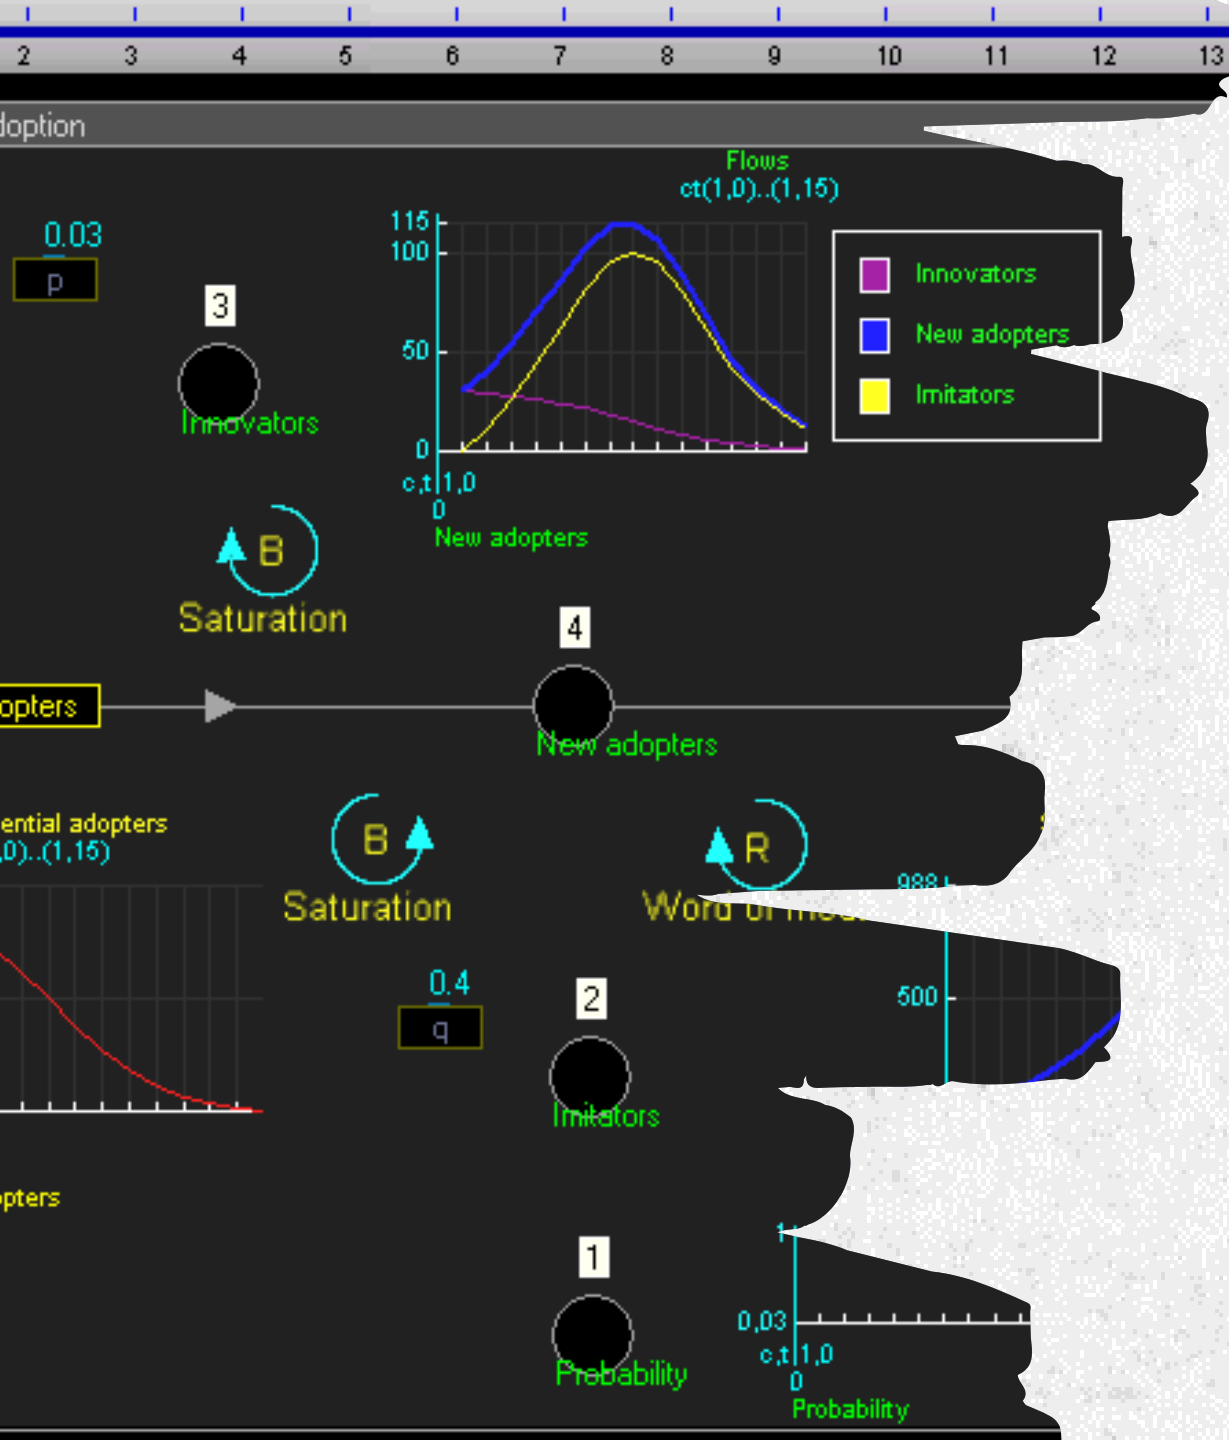 2 3 4 5 6 7 8 9 10 11 12 13
doption
Flows
ct(1,0)..(1,15)
0.03
p
115
100
50
0
c,t 1,0
0
New adopters
Innovators
New adopters
Imitators
3
Innovators
B
Saturation
4
opters
New adopters
ential adopters
,0)..(1,15)
B
Saturation
R
Word of
988
500
0.4
q
2
Imitators
opters
1
Probability
1
0,03
c,t 1,0
0
Probability